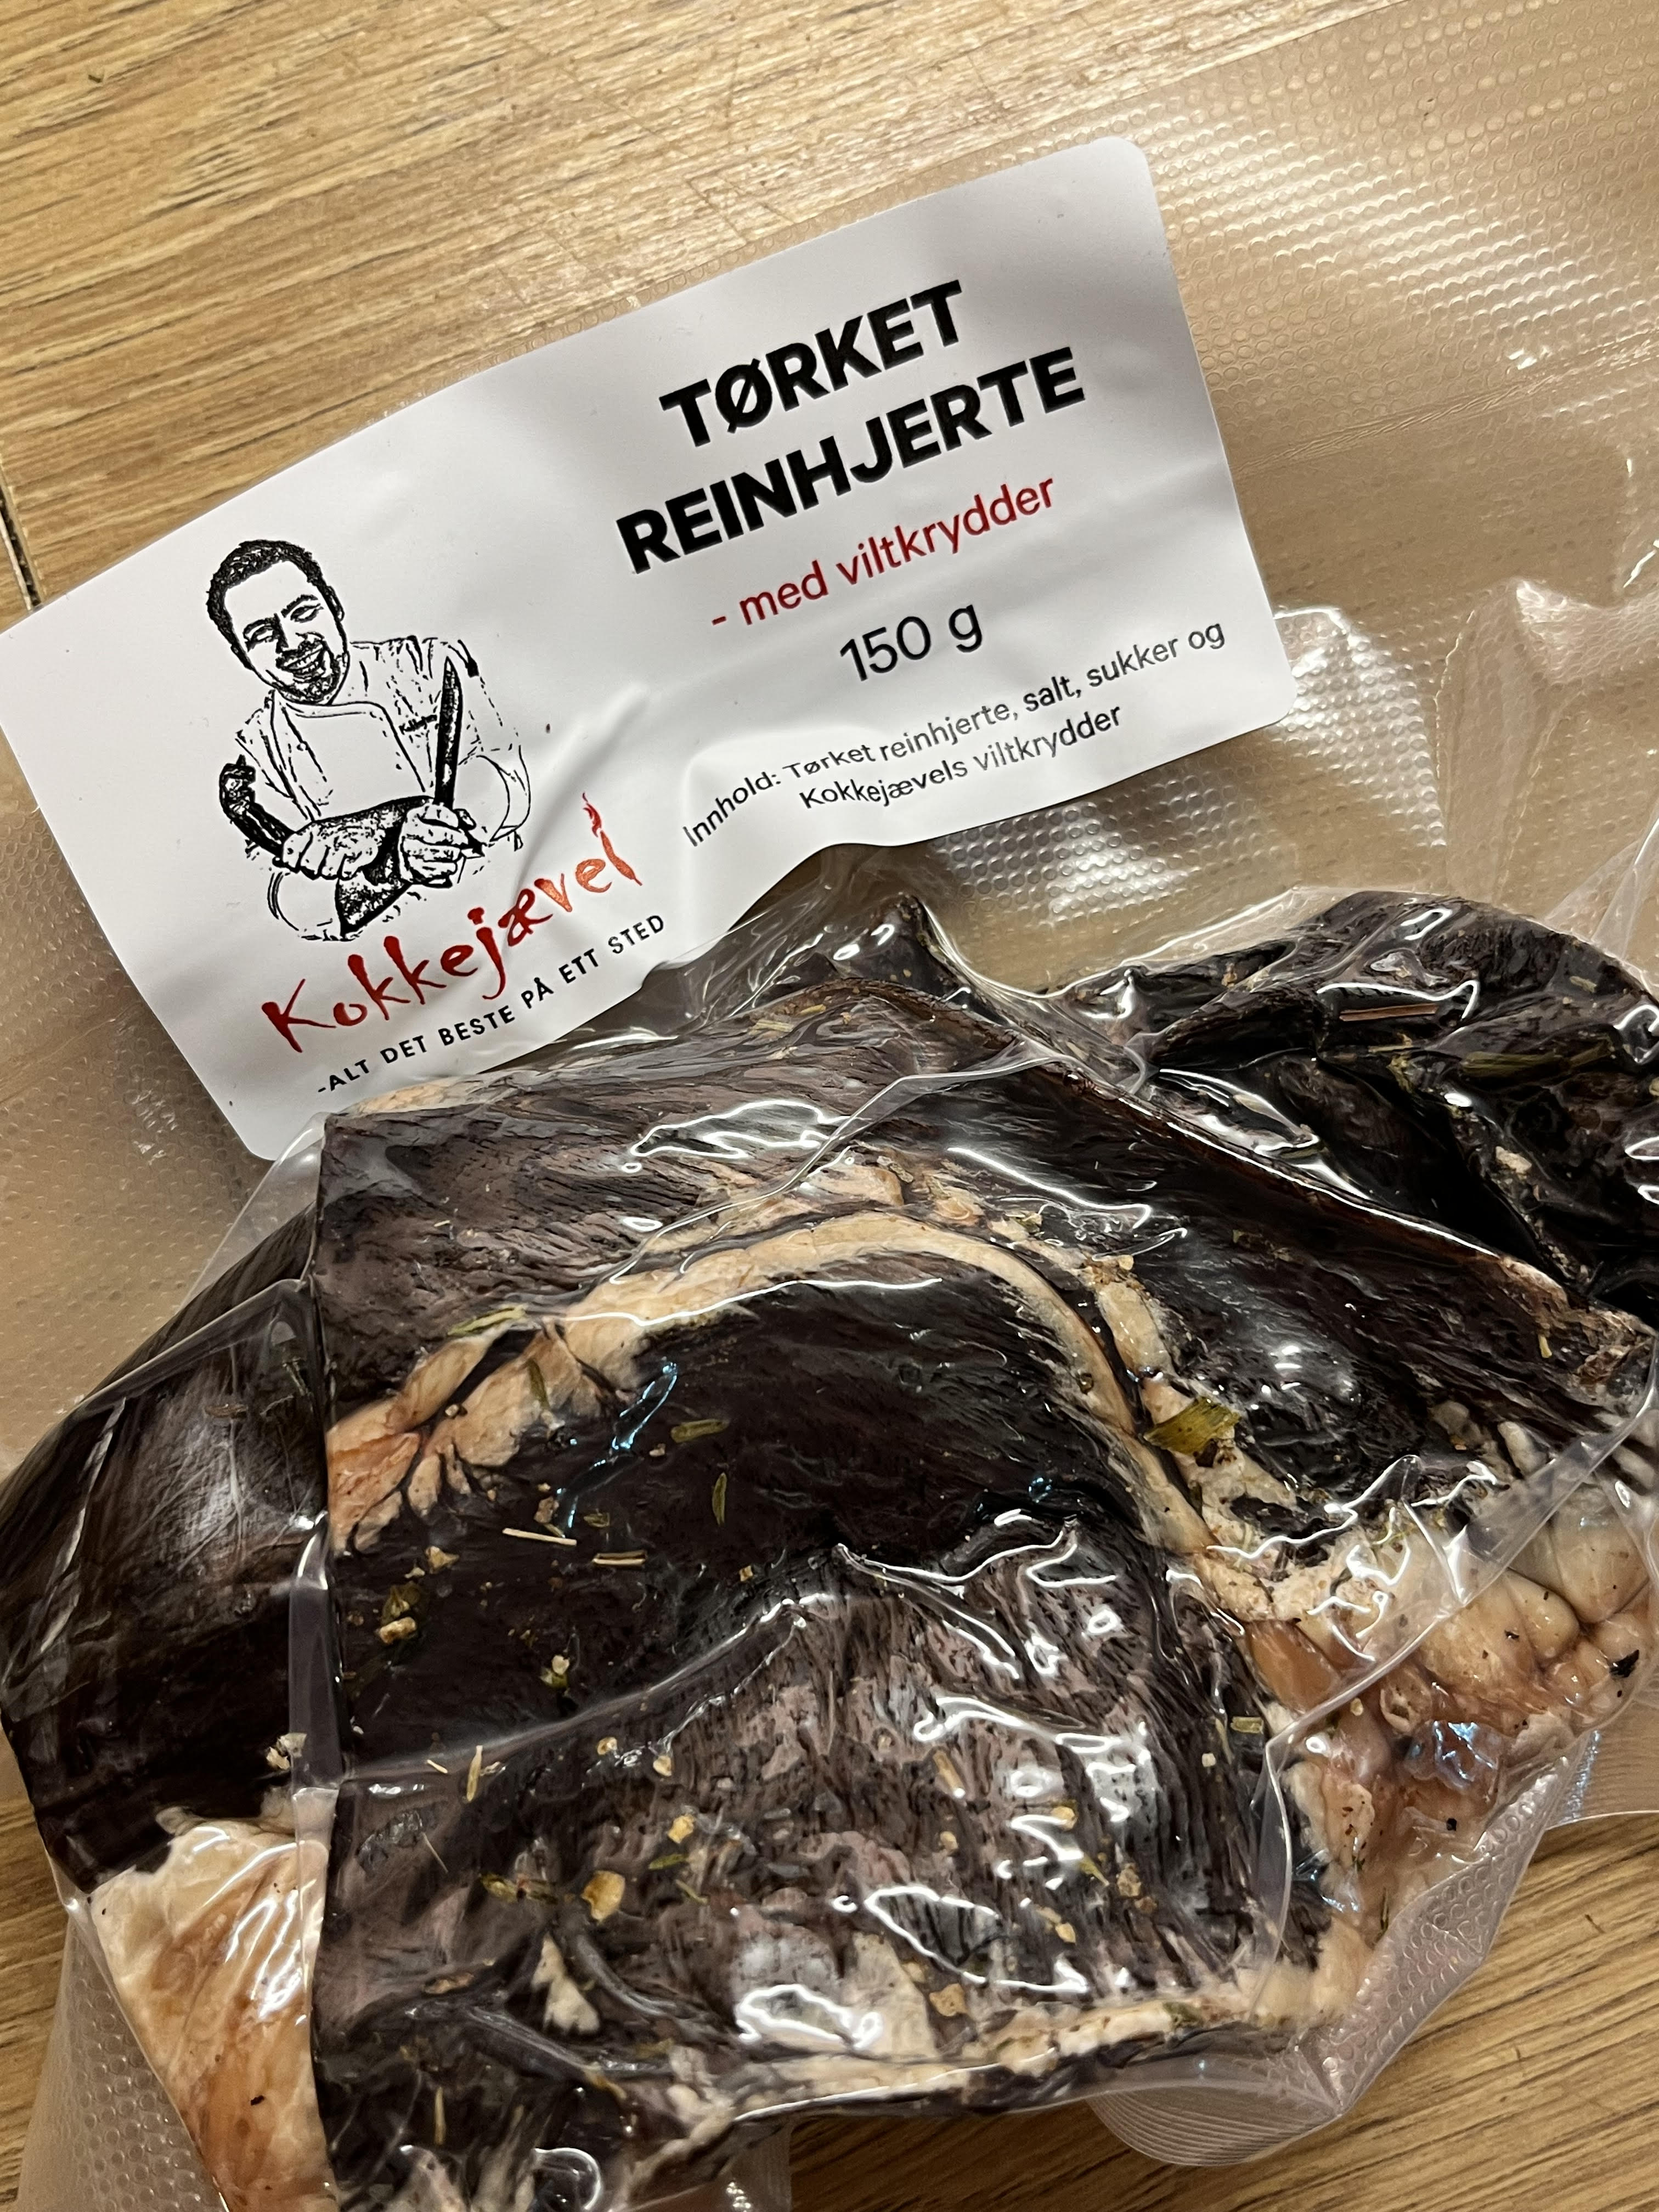 TØRKET
REINHJERTE
- med viltkrydder
150 g
Innhold: Tørket reinhjerte, salt, sukker og
Kokkejævels viltkrydder
Kokkejævel
-ALT DET BESTE PÅ ETT STED